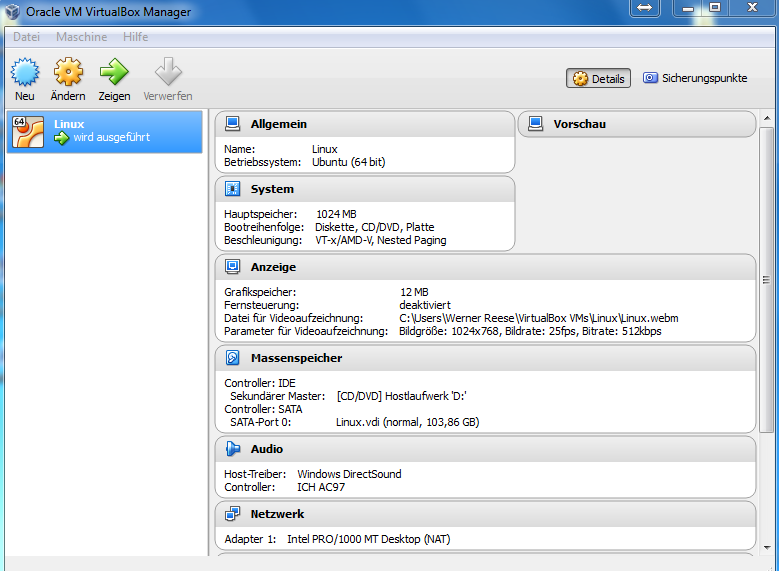 Oracle VM VirtualBox Manager
Datei Maschine Hilfe
Neu Ändern Zeigen Verwerfen
Details Sicherungspunkte
64
Linux
wird ausgeführt
Allgemein
Name: Linux
Betriebssystem: Ubuntu (64 bit)
Vorschau
System
Hauptspeicher: 1024 MB
Bootreihenfolge: Diskette, CD/DVD, Platte
Beschleunigung: VT-x/AMD-V, Nested Paging
Anzeige
Grafikspeicher: 12 MB
Fernsteuerung: deaktiviert
Datei für Videoaufzeichnung: C:\Users\Werner Reese\VirtualBox VMs\Linux\Linux.webm
Parameter für Videoaufzeichnung: Bildgröße: 1024x768, Bildrate: 25fps, Bitrate: 512kbps
Massenspeicher
Controller: IDE
Sekundärer Master: [CD/DVD] Hostlaufwerk 'D:'
Controller: SATA
SATA-Port 0: Linux.vdi (normal, 103,86 GB)
Audio
Host-Treiber: Windows DirectSound
Controller: ICH AC97
Netzwerk
Adapter 1: Intel PRO/1000 MT Desktop (NAT)